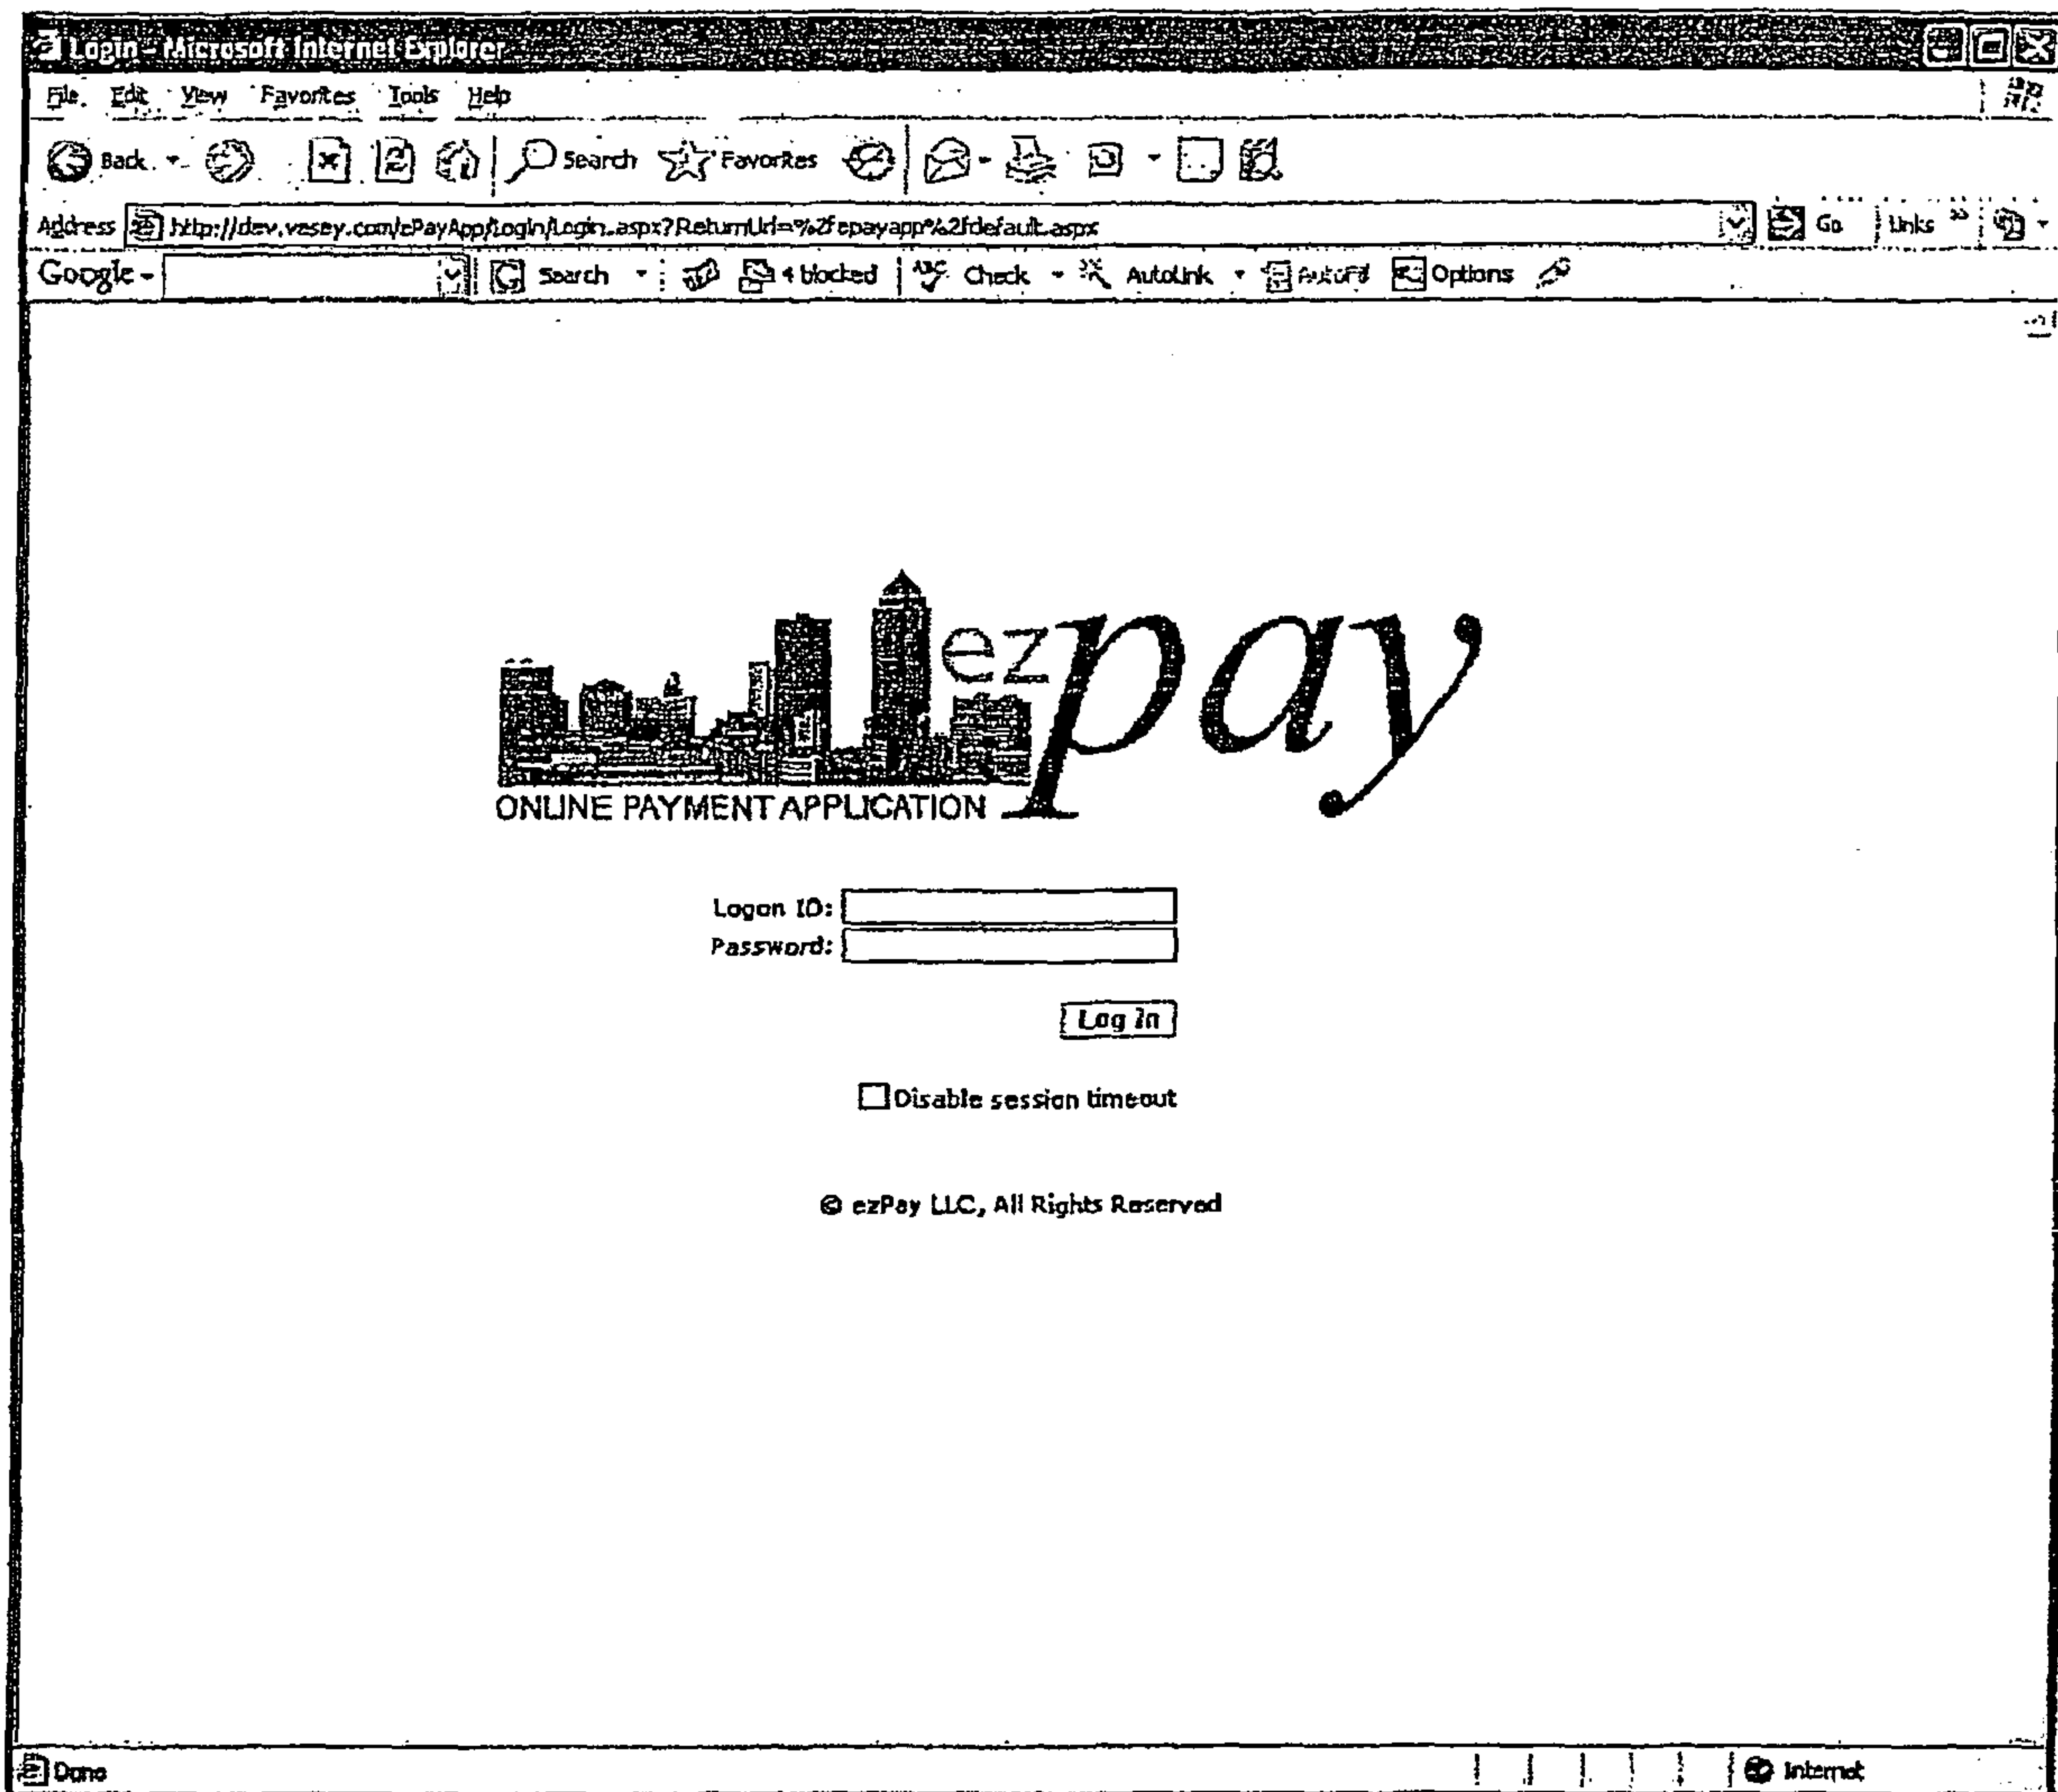 Login - Microsoft Internet Explorer
File Edit View Favorites Tools Help
Back Search Favorites
Address http://dev.vesey.com/ePayApp/Login/Login.aspx?ReturnUrl=%2fepayapp%2fdefault.aspx Go Links »
Google Search 4 blocked ABC Check AutoLink AutoFill Options
ez pay
ONLINE PAYMENT APPLICATION
Logon ID:
Password:
Log In
Disable session timeout
© ezPay LLC, All Rights Reserved
Done Internet